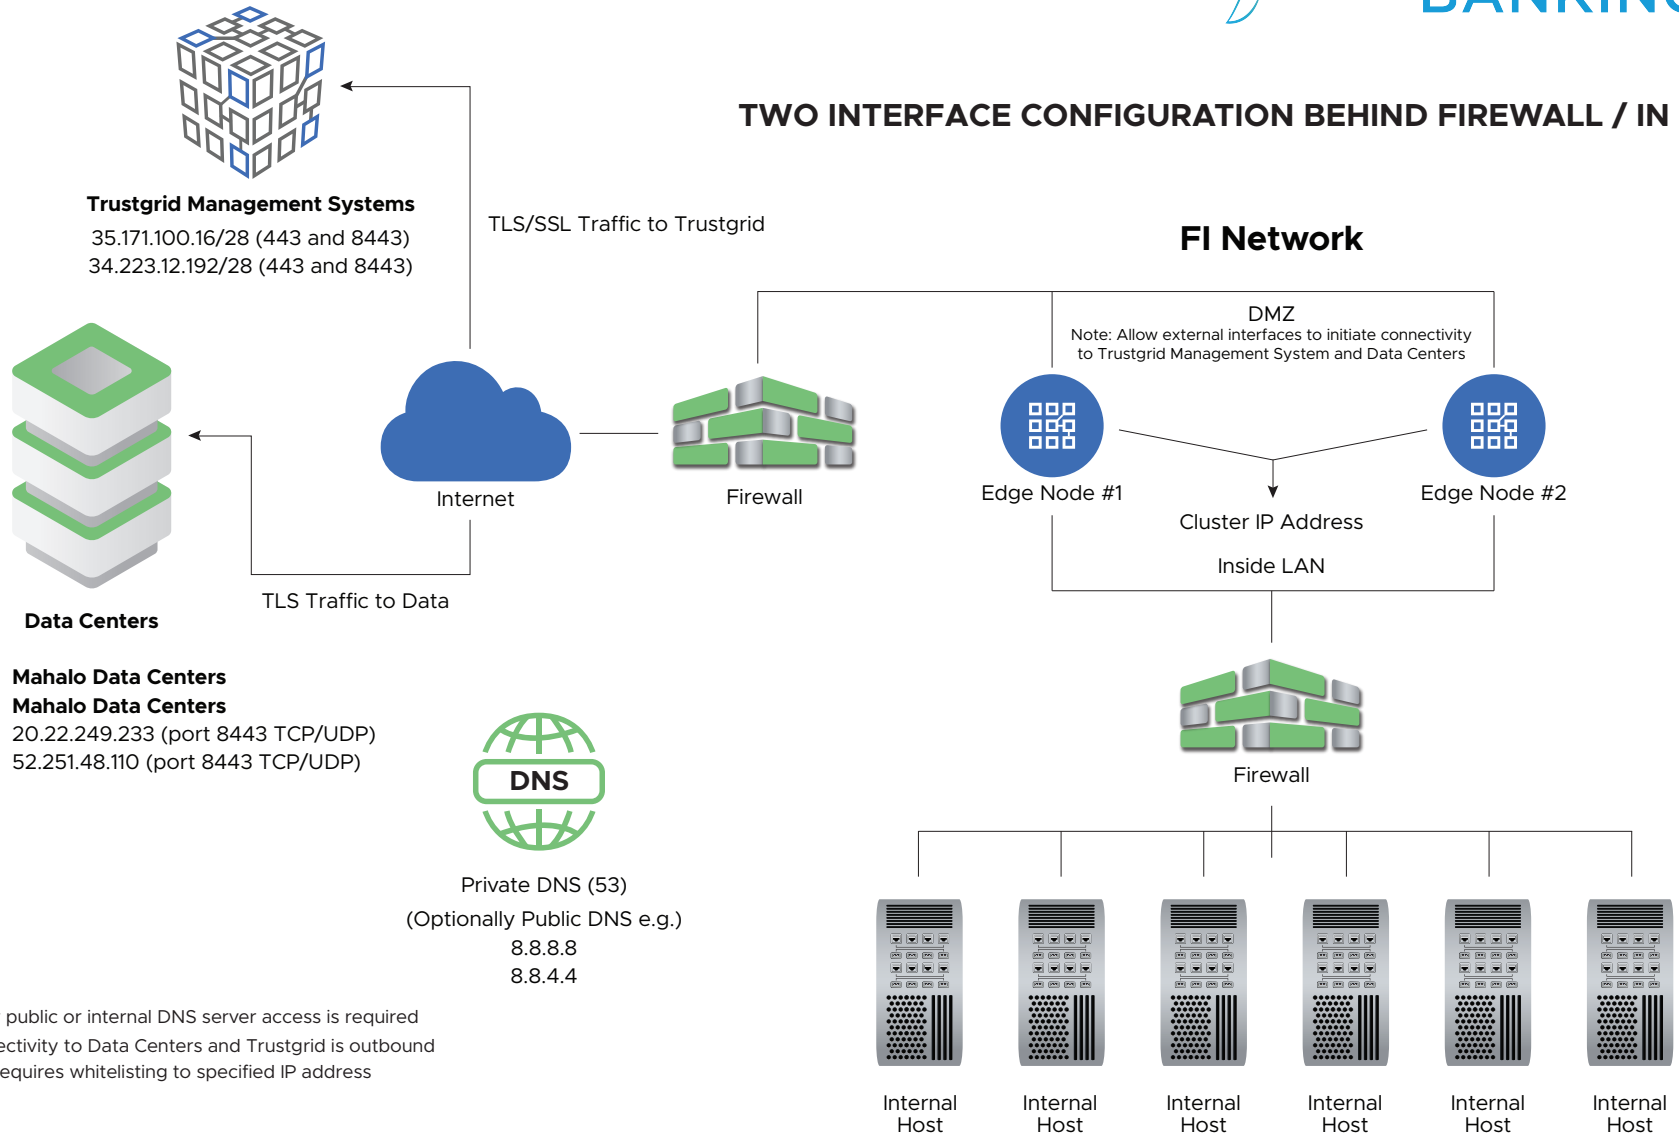 BANKING
TWO INTERFACE CONFIGURATION BEHIND FIREWALL / IN
Trustgrid Management Systems
35.171.100.16/28 (443 and 8443)
34.223.12.192/28 (443 and 8443)
TLS/SSL Traffic to Trustgrid
FI Network
DMZ
Note: Allow external interfaces to initiate connectivity
to Trustgrid Management System and Data Centers
Internet
Firewall
Edge Node #1
Edge Node #2
Cluster IP Address
Inside LAN
TLS Traffic to Data
Data Centers
Mahalo Data Centers
Mahalo Data Centers
20.22.249.233 (port 8443 TCP/UDP)
52.251.48.110 (port 8443 TCP/UDP)
DNS
Private DNS (53)
(Optionally Public DNS e.g.)
8.8.8.8
8.8.4.4
Firewall
public or internal DNS server access is required
ectivity to Data Centers and Trustgrid is outbound
equires whitelisting to specified IP address
Internal
Host
Internal
Host
Internal
Host
Internal
Host
Internal
Host
Internal
Host